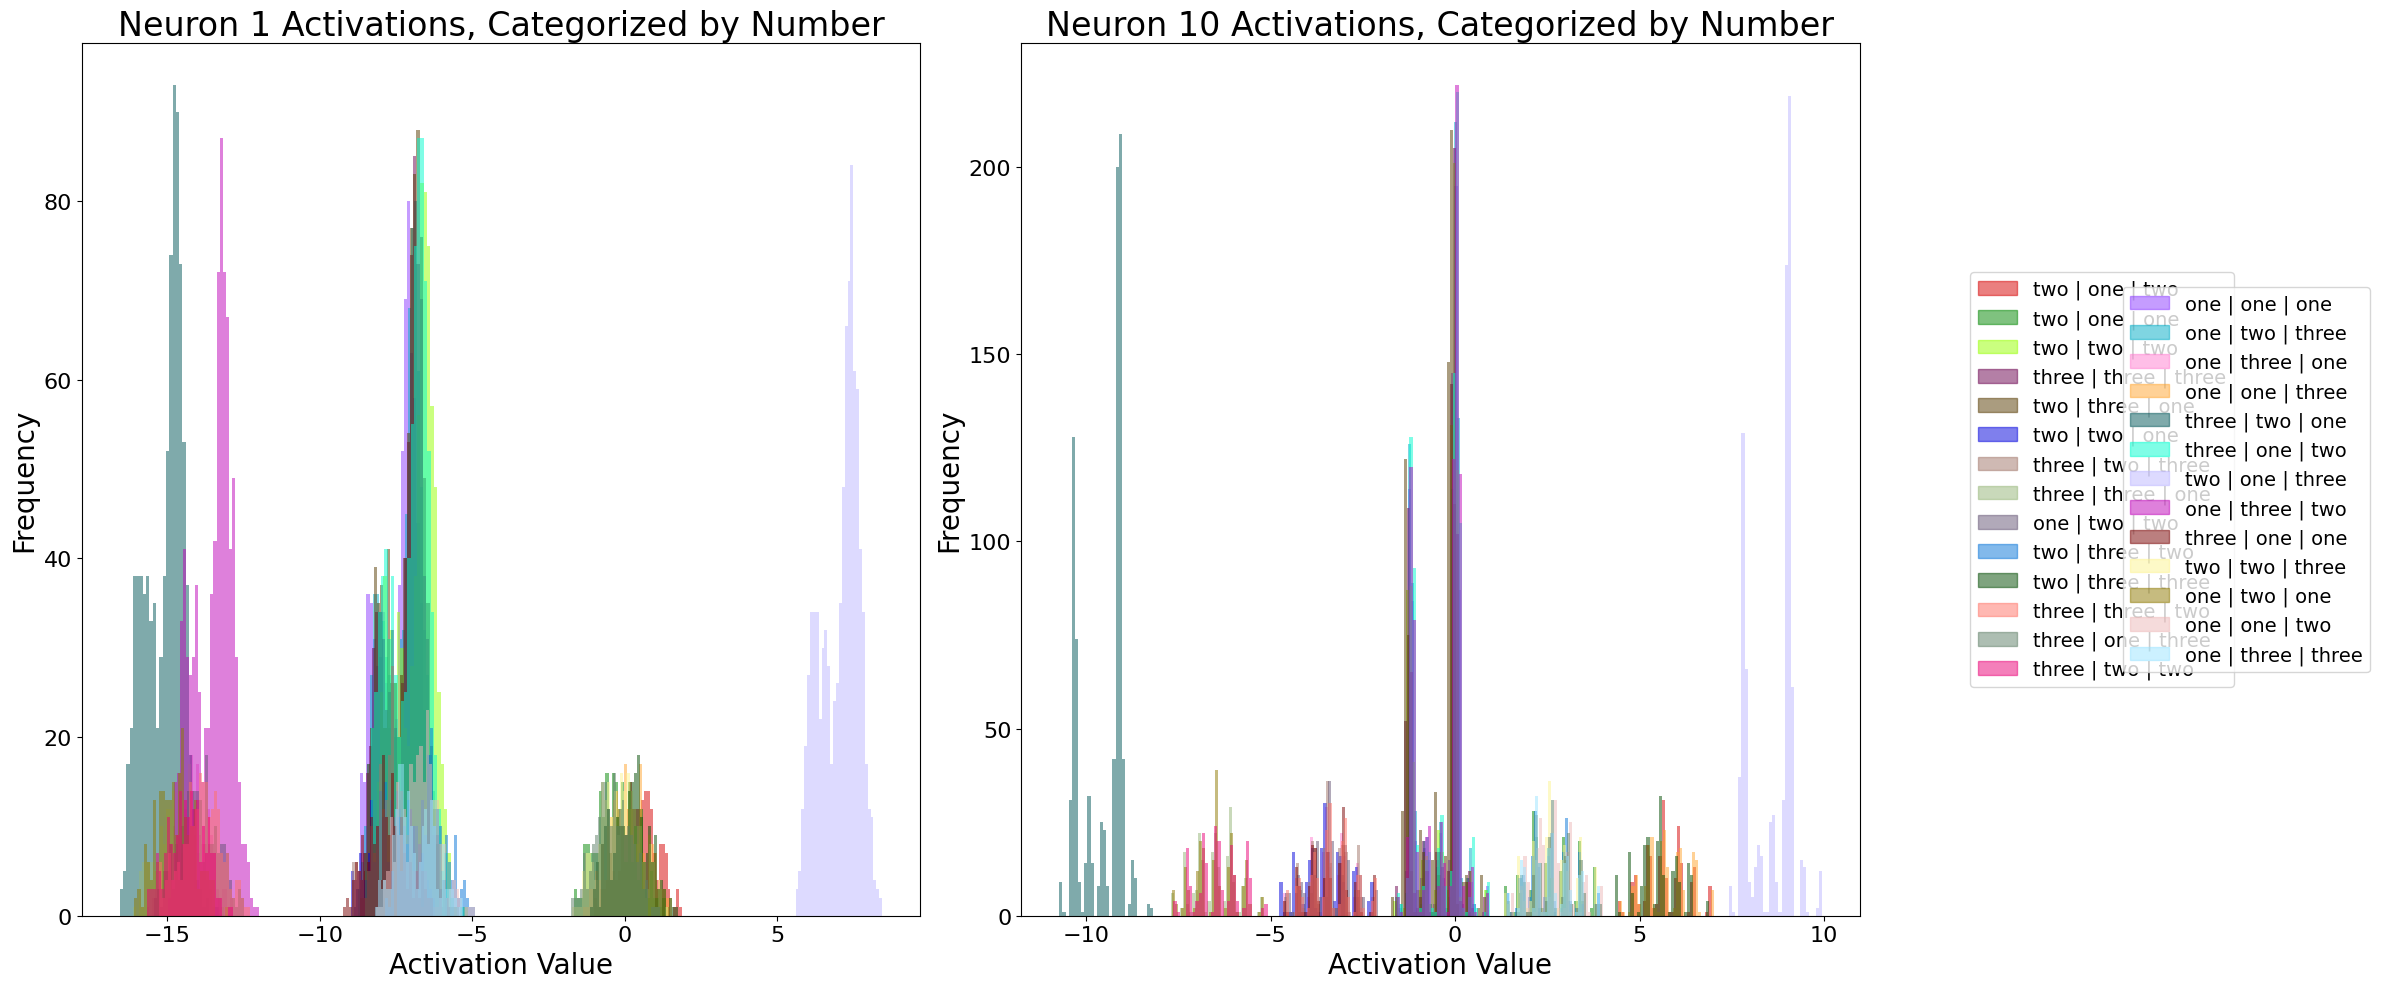 Neuron 1 Activations, Categorized by Number
Frequency
80
60
40
20
0
−15
−10
−5
0
5
Activation Value
Neuron 10 Activations, Categorized by Number
Frequency
200
150
100
50
0
−10
−5
0
5
10
Activation Value
two | one | two
two | one | one
two | two | two
three | three | three
two | three | one
two | two | one
three | two | three
three | three | one
one | two | two
two | three | two
two | three | three
three | three | two
three | one | three
three | two | two
one | one | one
one | two | three
one | three | one
one | one | three
three | two | one
three | one | two
two | one | three
one | three | two
three | one | one
two | two | three
one | two | one
one | one | two
one | three | three